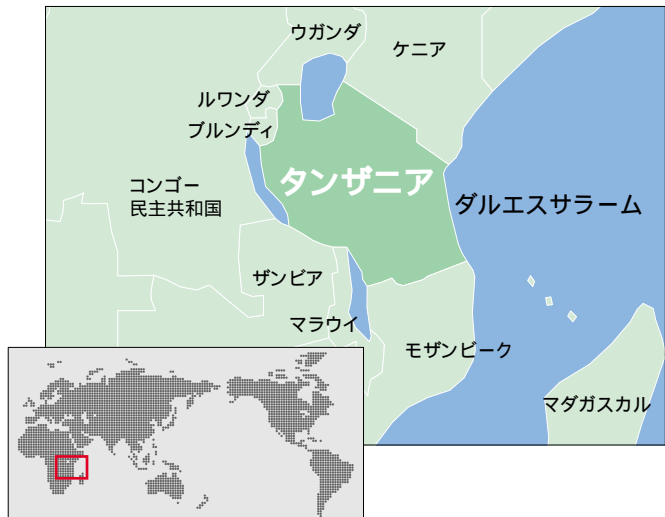 ウガンダ
ケニア
ルワンダ
ブルンディ
タンザニア
コンゴー
民主共和国
ダルエスサラーム
ザンビア
マラウイ
モザンビーク
マダガスカル